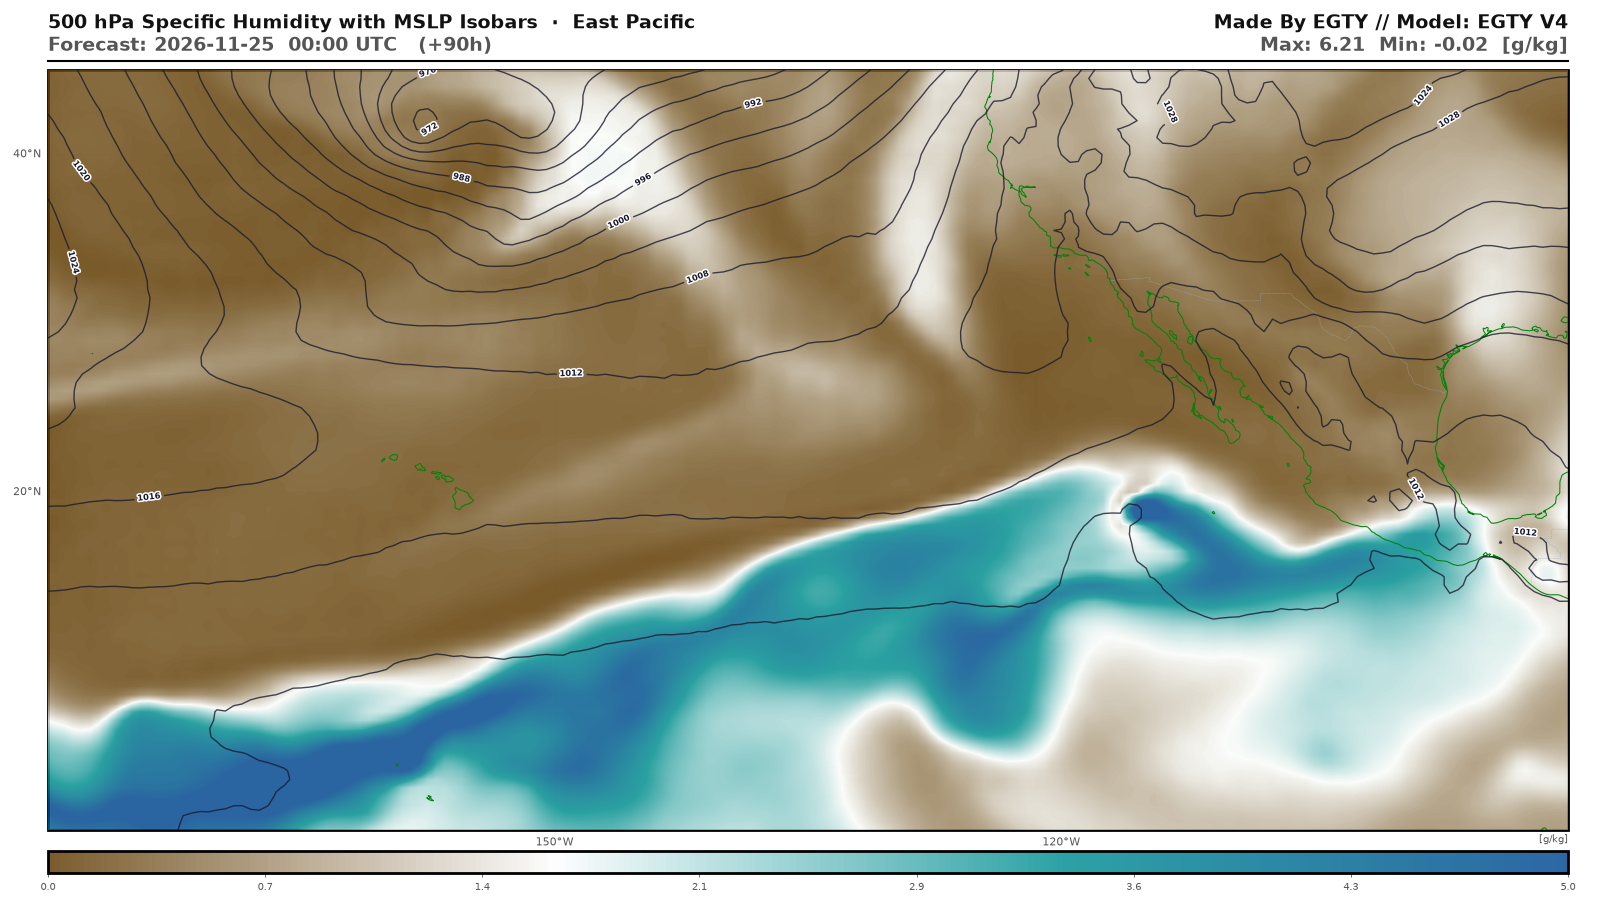 500 hPa Specific Humidity with MSLP Isobars · East Pacific
Made By EGTY // Model: EGTY V4
Forecast: 2026-11-25 00:00 UTC (+90h)
Max: 6.21 Min: -0.02 [g/kg]
992
1024
1028
1028
972
40°N
1020
988
996
1000
1024
1008
1012
20°N
1016
1012
1012
150°W
120°W
[g/kg]
0.0
0.7
1.4
2.1
2.9
3.6
4.3
5.0